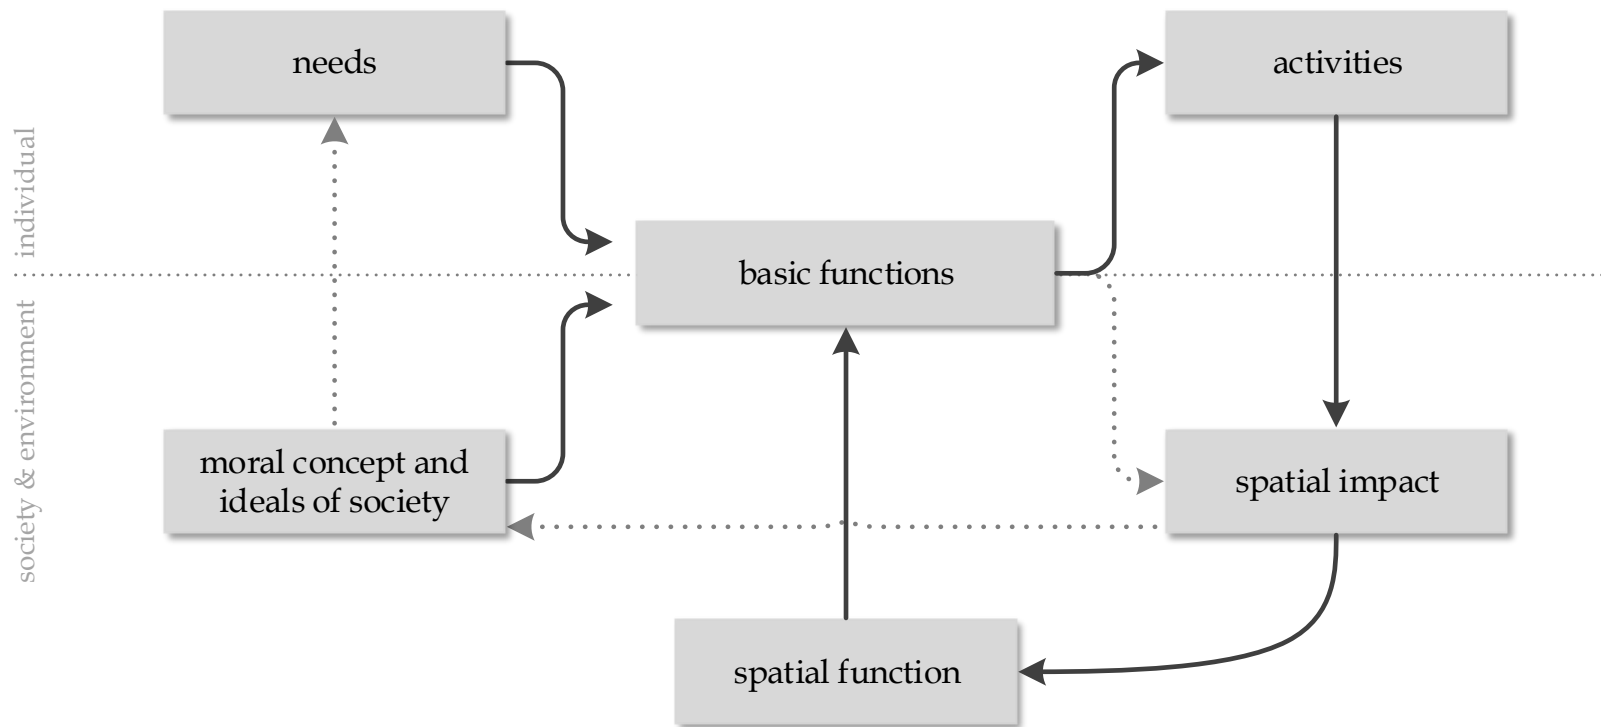 needs
activities
individual
basic functions
society & environment
moral concept and
ideals of society
spatial impact
spatial function